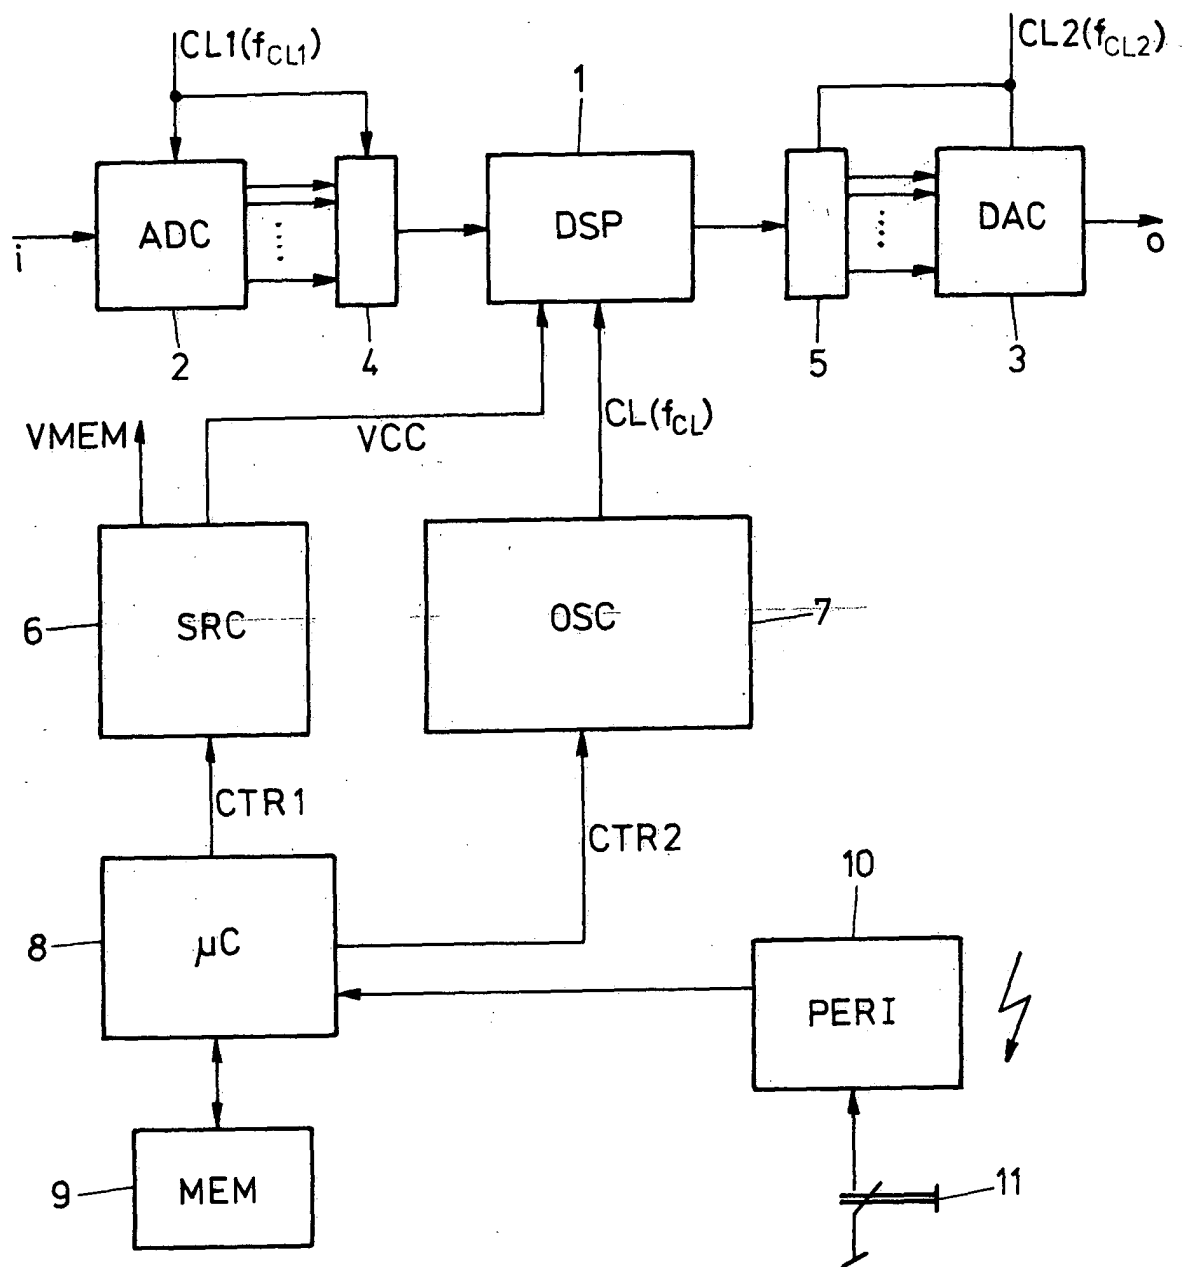 CL1(fCL1)
CL2(fCL2)
1
ADC
DSP
DAC
i
o
2
4
5
3
VMEM
VCC
CL(fCL)
6
SRC
OSC
7
CTR1
CTR2
10
8
µC
PERI
9
MEM
11